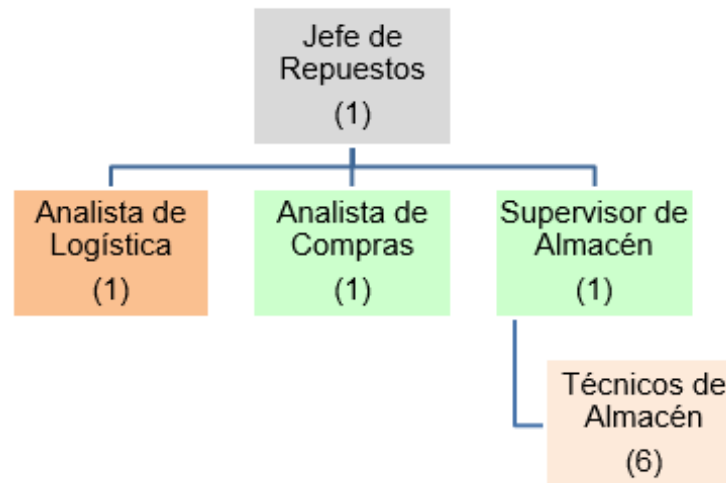 Jefe de
Repuestos
(1)
Analista de
Logística
(1)
Analista de
Compras
(1)
Supervisor de
Almacén
(1)
Técnicos de
Almacén
(6)